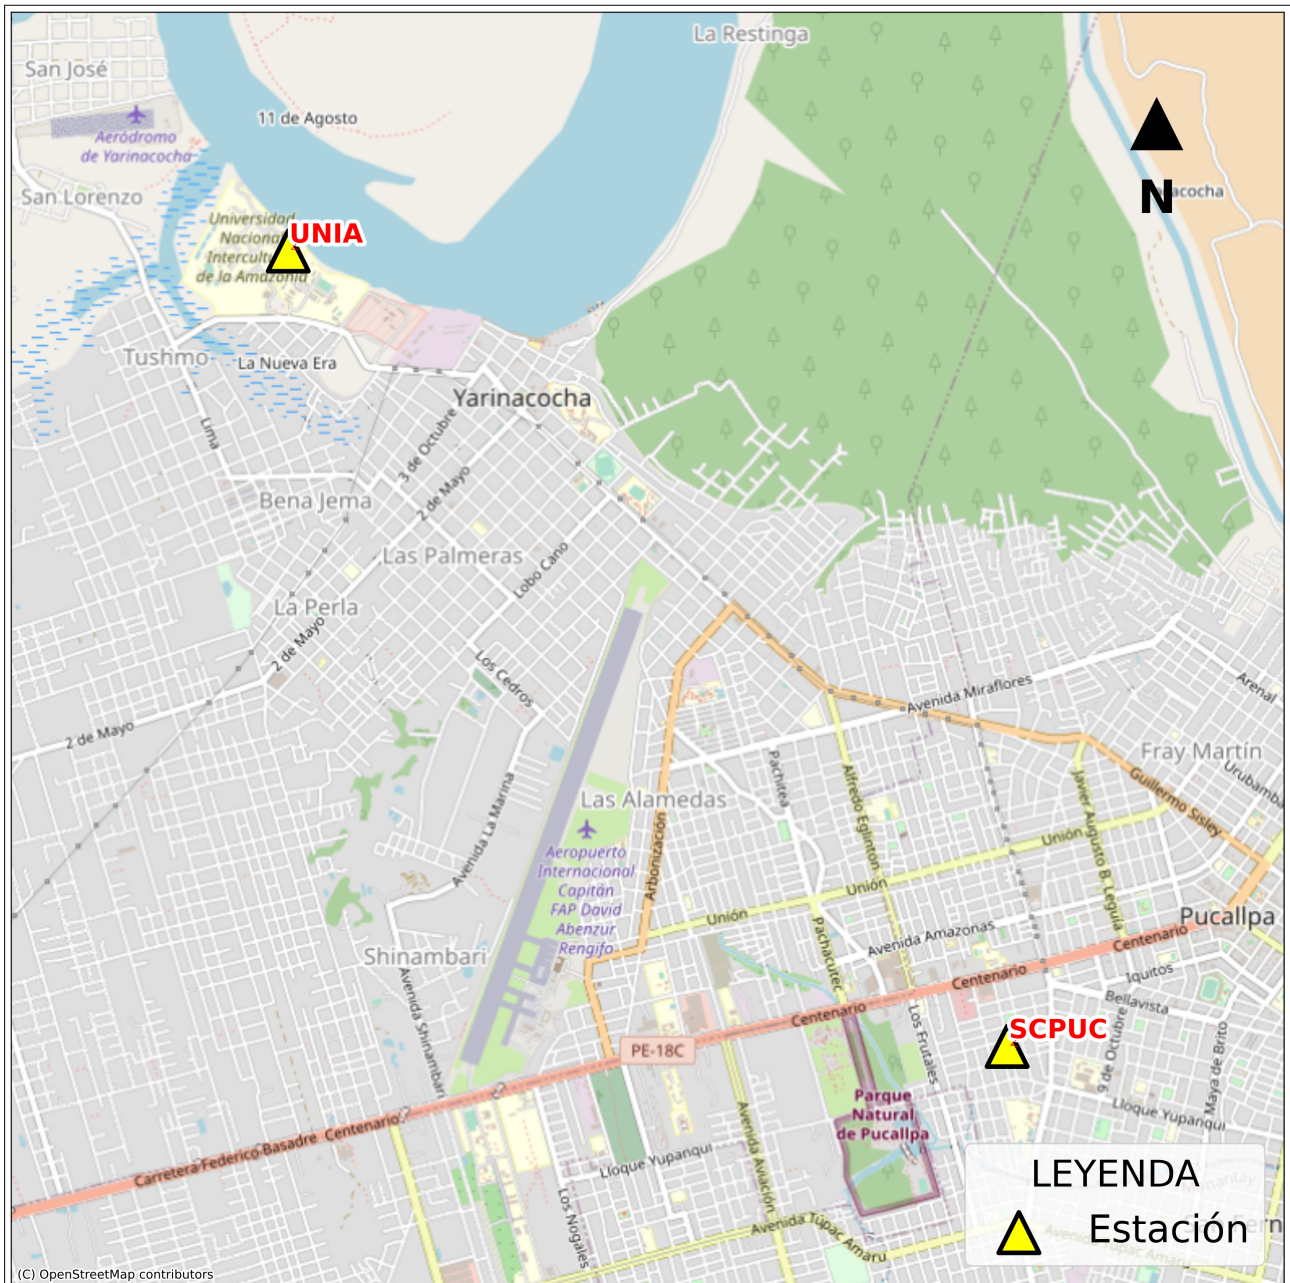 La Restinga
San José
11 de Agosto
Aeródromo
de Yarinacocha
San Lorenzo
N
Universidad
Nacional
de la Amazonía
UNIA
Tushmo
La Nueva Era
Yarinacocha
Lima
3 de Octubre
2 de Mayo
Bena Jema
Las Palmeras
Lobo Cano
La Perla
2 de Mayo
Los Cedros
2 de Mayo
Avenida Miraflores
Arenal
Fray Martín
Pachitea
Alfredo Eglinton
Javier Augusto B. Leguía
Guillermo Sisley
Las Alamedas
Avenida La Marina
Arborización
Aeropuerto
Internacional
Capitán
FAP David
Abenzur
Rengifo
Unión
Unión
Unión
Pucallpa
Pachacutec
Avenida Amazonas
Centenario
Shinambari
Avenida Shinambari
Centenario
Iquitos
Bellavista
Centenario
Los Frutales
SCPUC
9 de Octubre
Maya de Brito
PE-18C
Parque
Natural
de Pucallpa
Lloque Yupanqui
Carretera Federico Basadre
Centenario
Avenida Aviación
Lloque Yupanqui
Los Nogales
Avenida Túpac Amaru
LEYENDA
Estación
(C) OpenStreetMap contributors